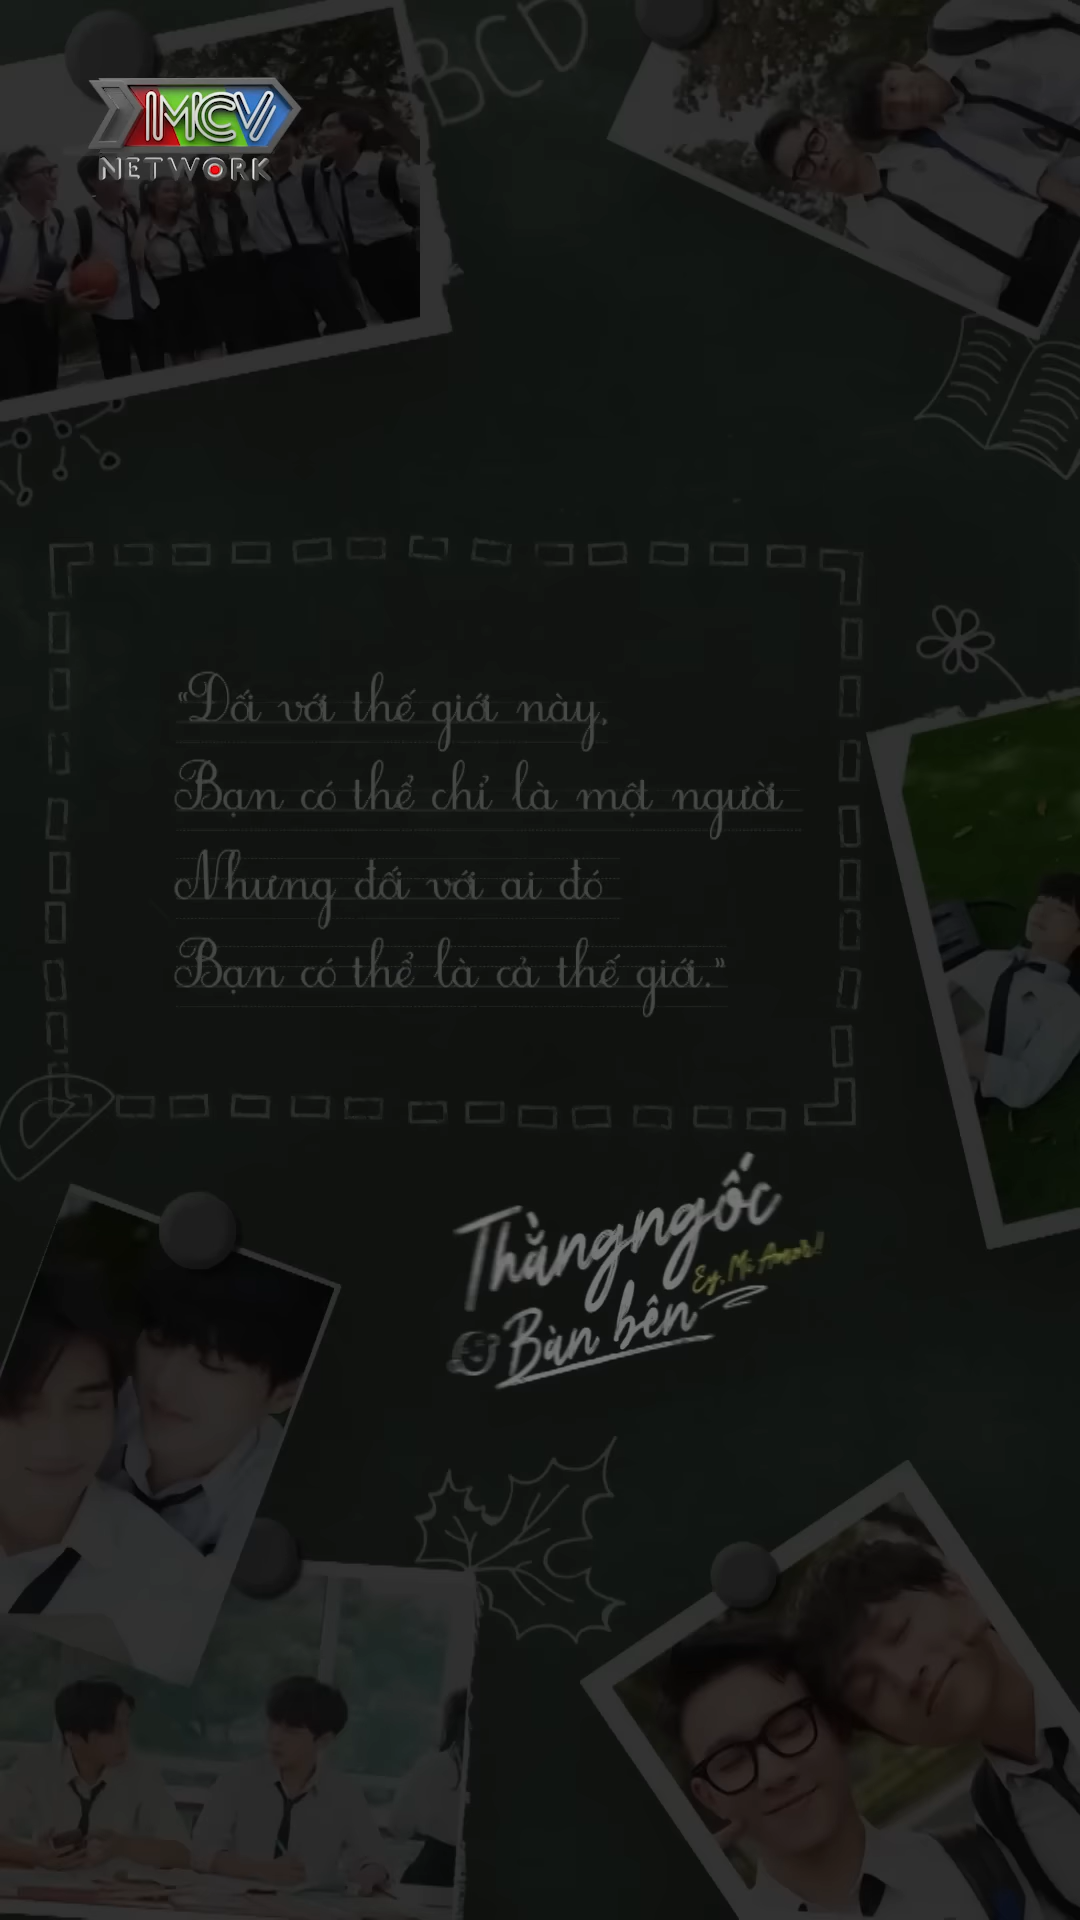 BCD
MCV
NETWORK
“Đối với thế giới này,
Bạn có thể chỉ là một người
Nhưng đối với ai đó
Bạn có thể là cả thế giới.”
Thằng ngốc
Ey, Mi Amor!
Bàn bên